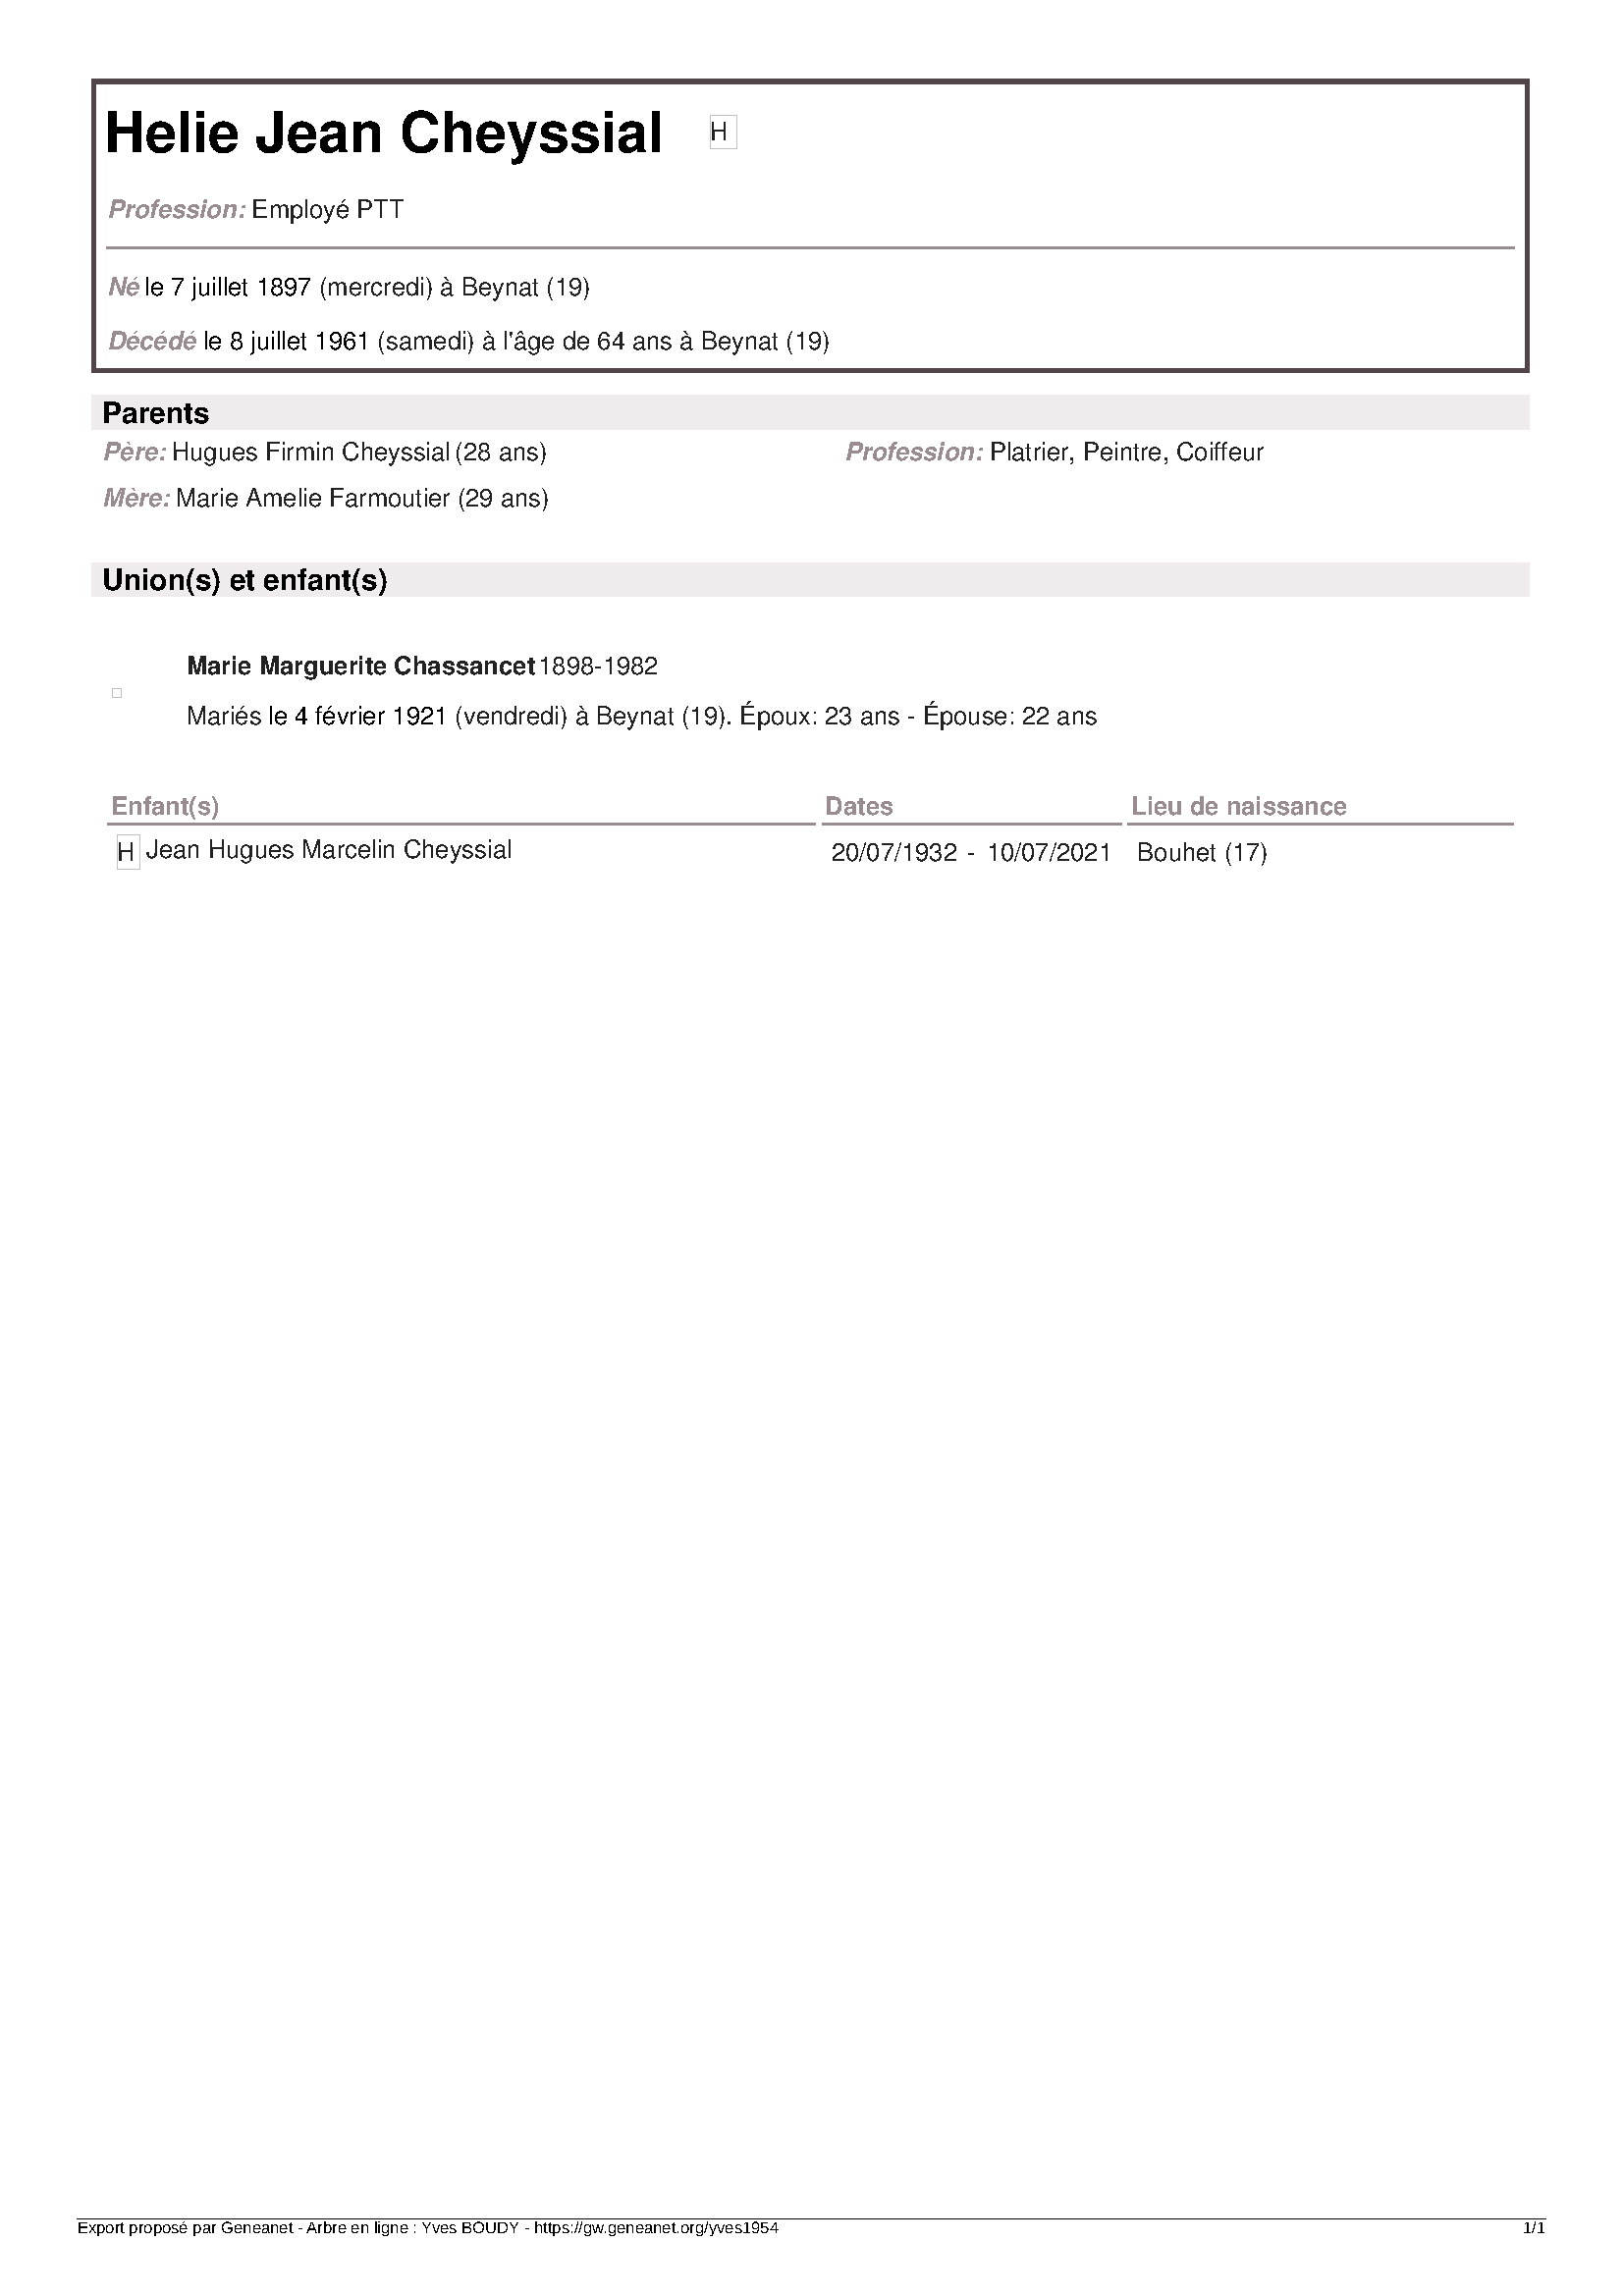 Helie Jean Cheyssial H
Profession: Employé PTT
Né le 7 juillet 1897 (mercredi) à Beynat (19)
Décédé le 8 juillet 1961 (samedi) à l'âge de 64 ans à Beynat (19)
Parents
Père: Hugues Firmin Cheyssial (28 ans) Profession: Platrier, Peintre, Coiffeur
Mère: Marie Amelie Farmoutier (29 ans)
Union(s) et enfant(s)
Marie Marguerite Chassancet 1898-1982
Mariés le 4 février 1921 (vendredi) à Beynat (19). Époux: 23 ans - Épouse: 22 ans
Enfant(s) Dates Lieu de naissance
H Jean Hugues Marcelin Cheyssial 20/07/1932 - 10/07/2021 Bouhet (17)
Export proposé par Geneanet - Arbre en ligne : Yves BOUDY - https://gw.geneanet.org/yves1954 1/1